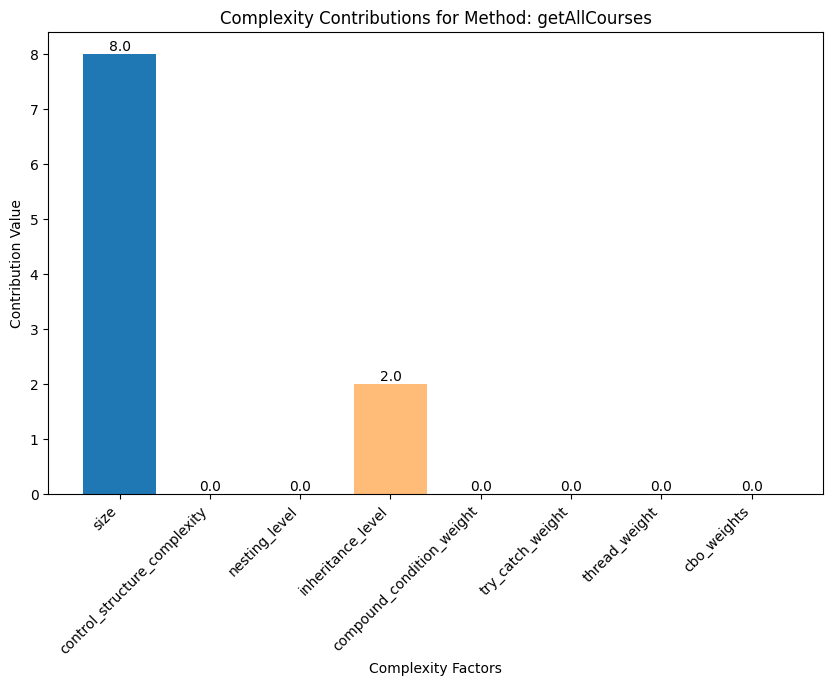 Complexity Contributions for Method: getAllCourses
Contribution Value
8
7
6
5
4
3
2
1
0
8.0
0.0
0.0
2.0
0.0
0.0
0.0
0.0
size
control_structure_complexity
nesting_level
inheritance_level
compound_condition_weight
try_catch_weight
thread_weight
cbo_weights
Complexity Factors